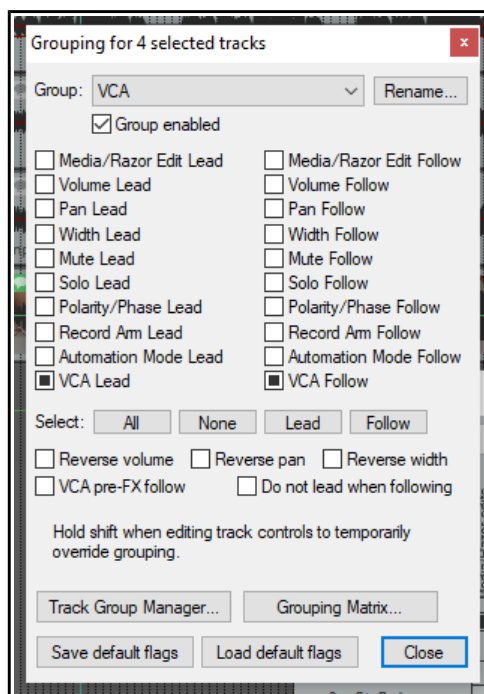 Grouping for 4 selected tracks x
Group: VCA Rename...
Group enabled
Media/Razor Edit Lead Media/Razor Edit Follow
Volume Lead Volume Follow
Pan Lead Pan Follow
Width Lead Width Follow
Mute Lead Mute Follow
Solo Lead Solo Follow
Polarity/Phase Lead Polarity/Phase Follow
Record Arm Lead Record Arm Follow
Automation Mode Lead Automation Mode Follow
VCA Lead VCA Follow
Select: All None Lead Follow
Reverse volume Reverse pan Reverse width
VCA pre-FX follow Do not lead when following
Hold shift when editing track controls to temporarily
override grouping.
Track Group Manager... Grouping Matrix...
Save default flags Load default flags Close